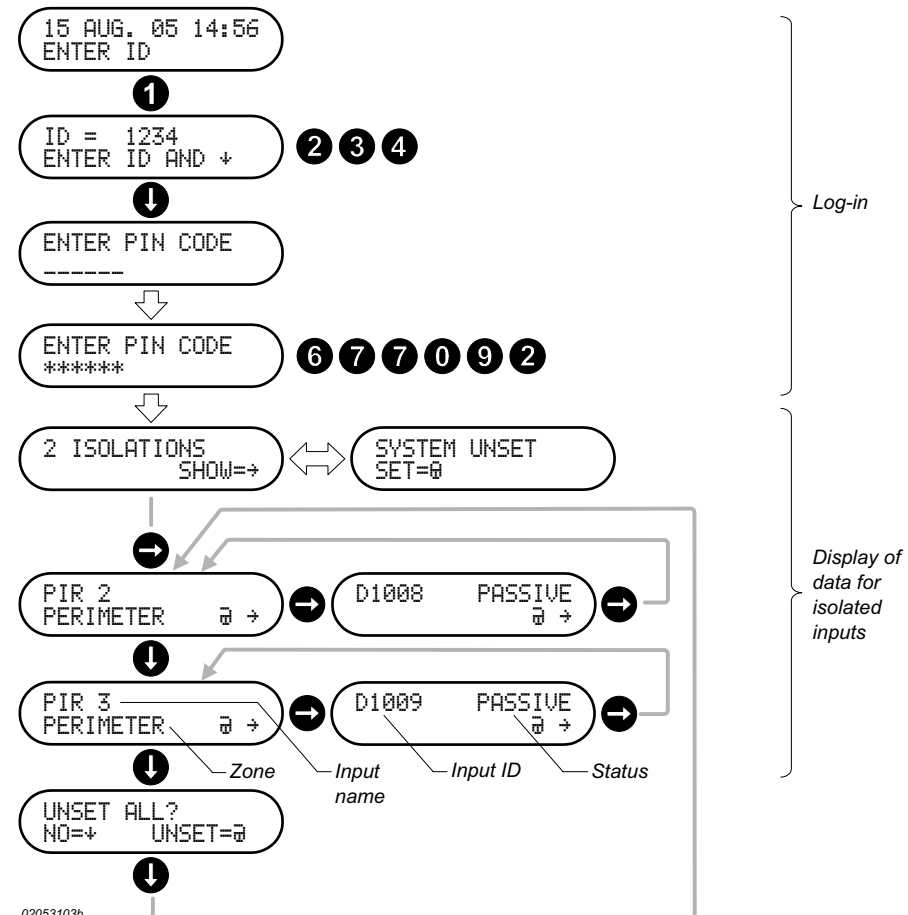 15 AUG. 05 14:56
ENTER ID
1
ID = 1234
ENTER ID AND ↓
2 3 4
↓
Log-in
ENTER PIN CODE
______
ENTER PIN CODE
******
6 7 7 0 9 2
2 ISOLATIONS
SHOW=→
SYSTEM UNSET
SET=
→
Display of
data for
isolated
inputs
PIR 2
PERIMETER →
→
D1008 PASSIVE
→
→
↓
PIR 3
PERIMETER →
→
D1009 PASSIVE
→
→
↓
Zone
Input
name
Input ID
Status
UNSET ALL?
NO=↓ UNSET=
↓
02053103b